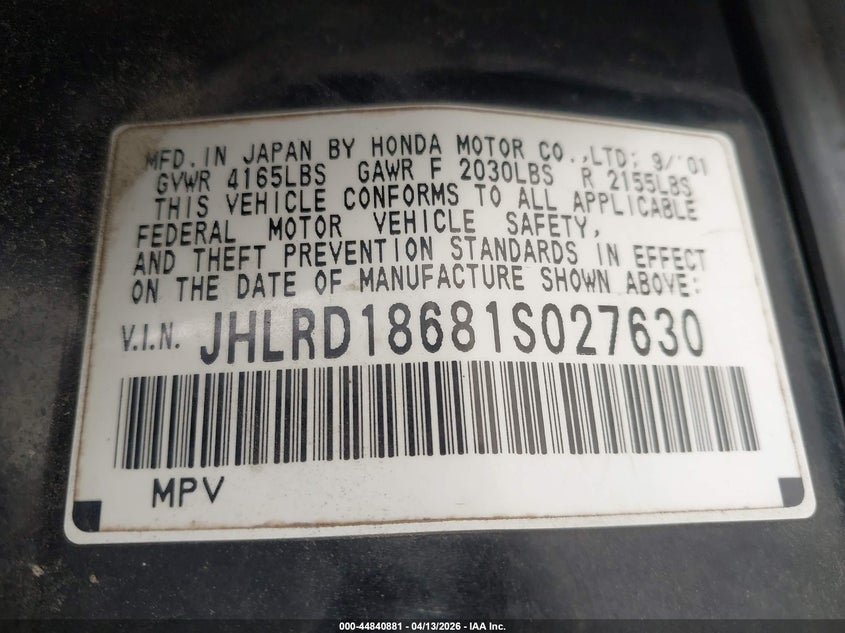 MFD. IN JAPAN BY HONDA MOTOR CO., LTD; 9/'01
GVWR 4165LBS GAWR F 2030LBS R 2155LBS
THIS VEHICLE CONFORMS TO ALL APPLICABLE
FEDERAL MOTOR VEHICLE SAFETY,
AND THEFT PREVENTION STANDARDS IN EFFECT
ON THE DATE OF MANUFACTURE SHOWN ABOVE:
V.I.N. JHLRD18681S027630
MPV
000-44840881 - 04/13/2026 - IAA Inc.